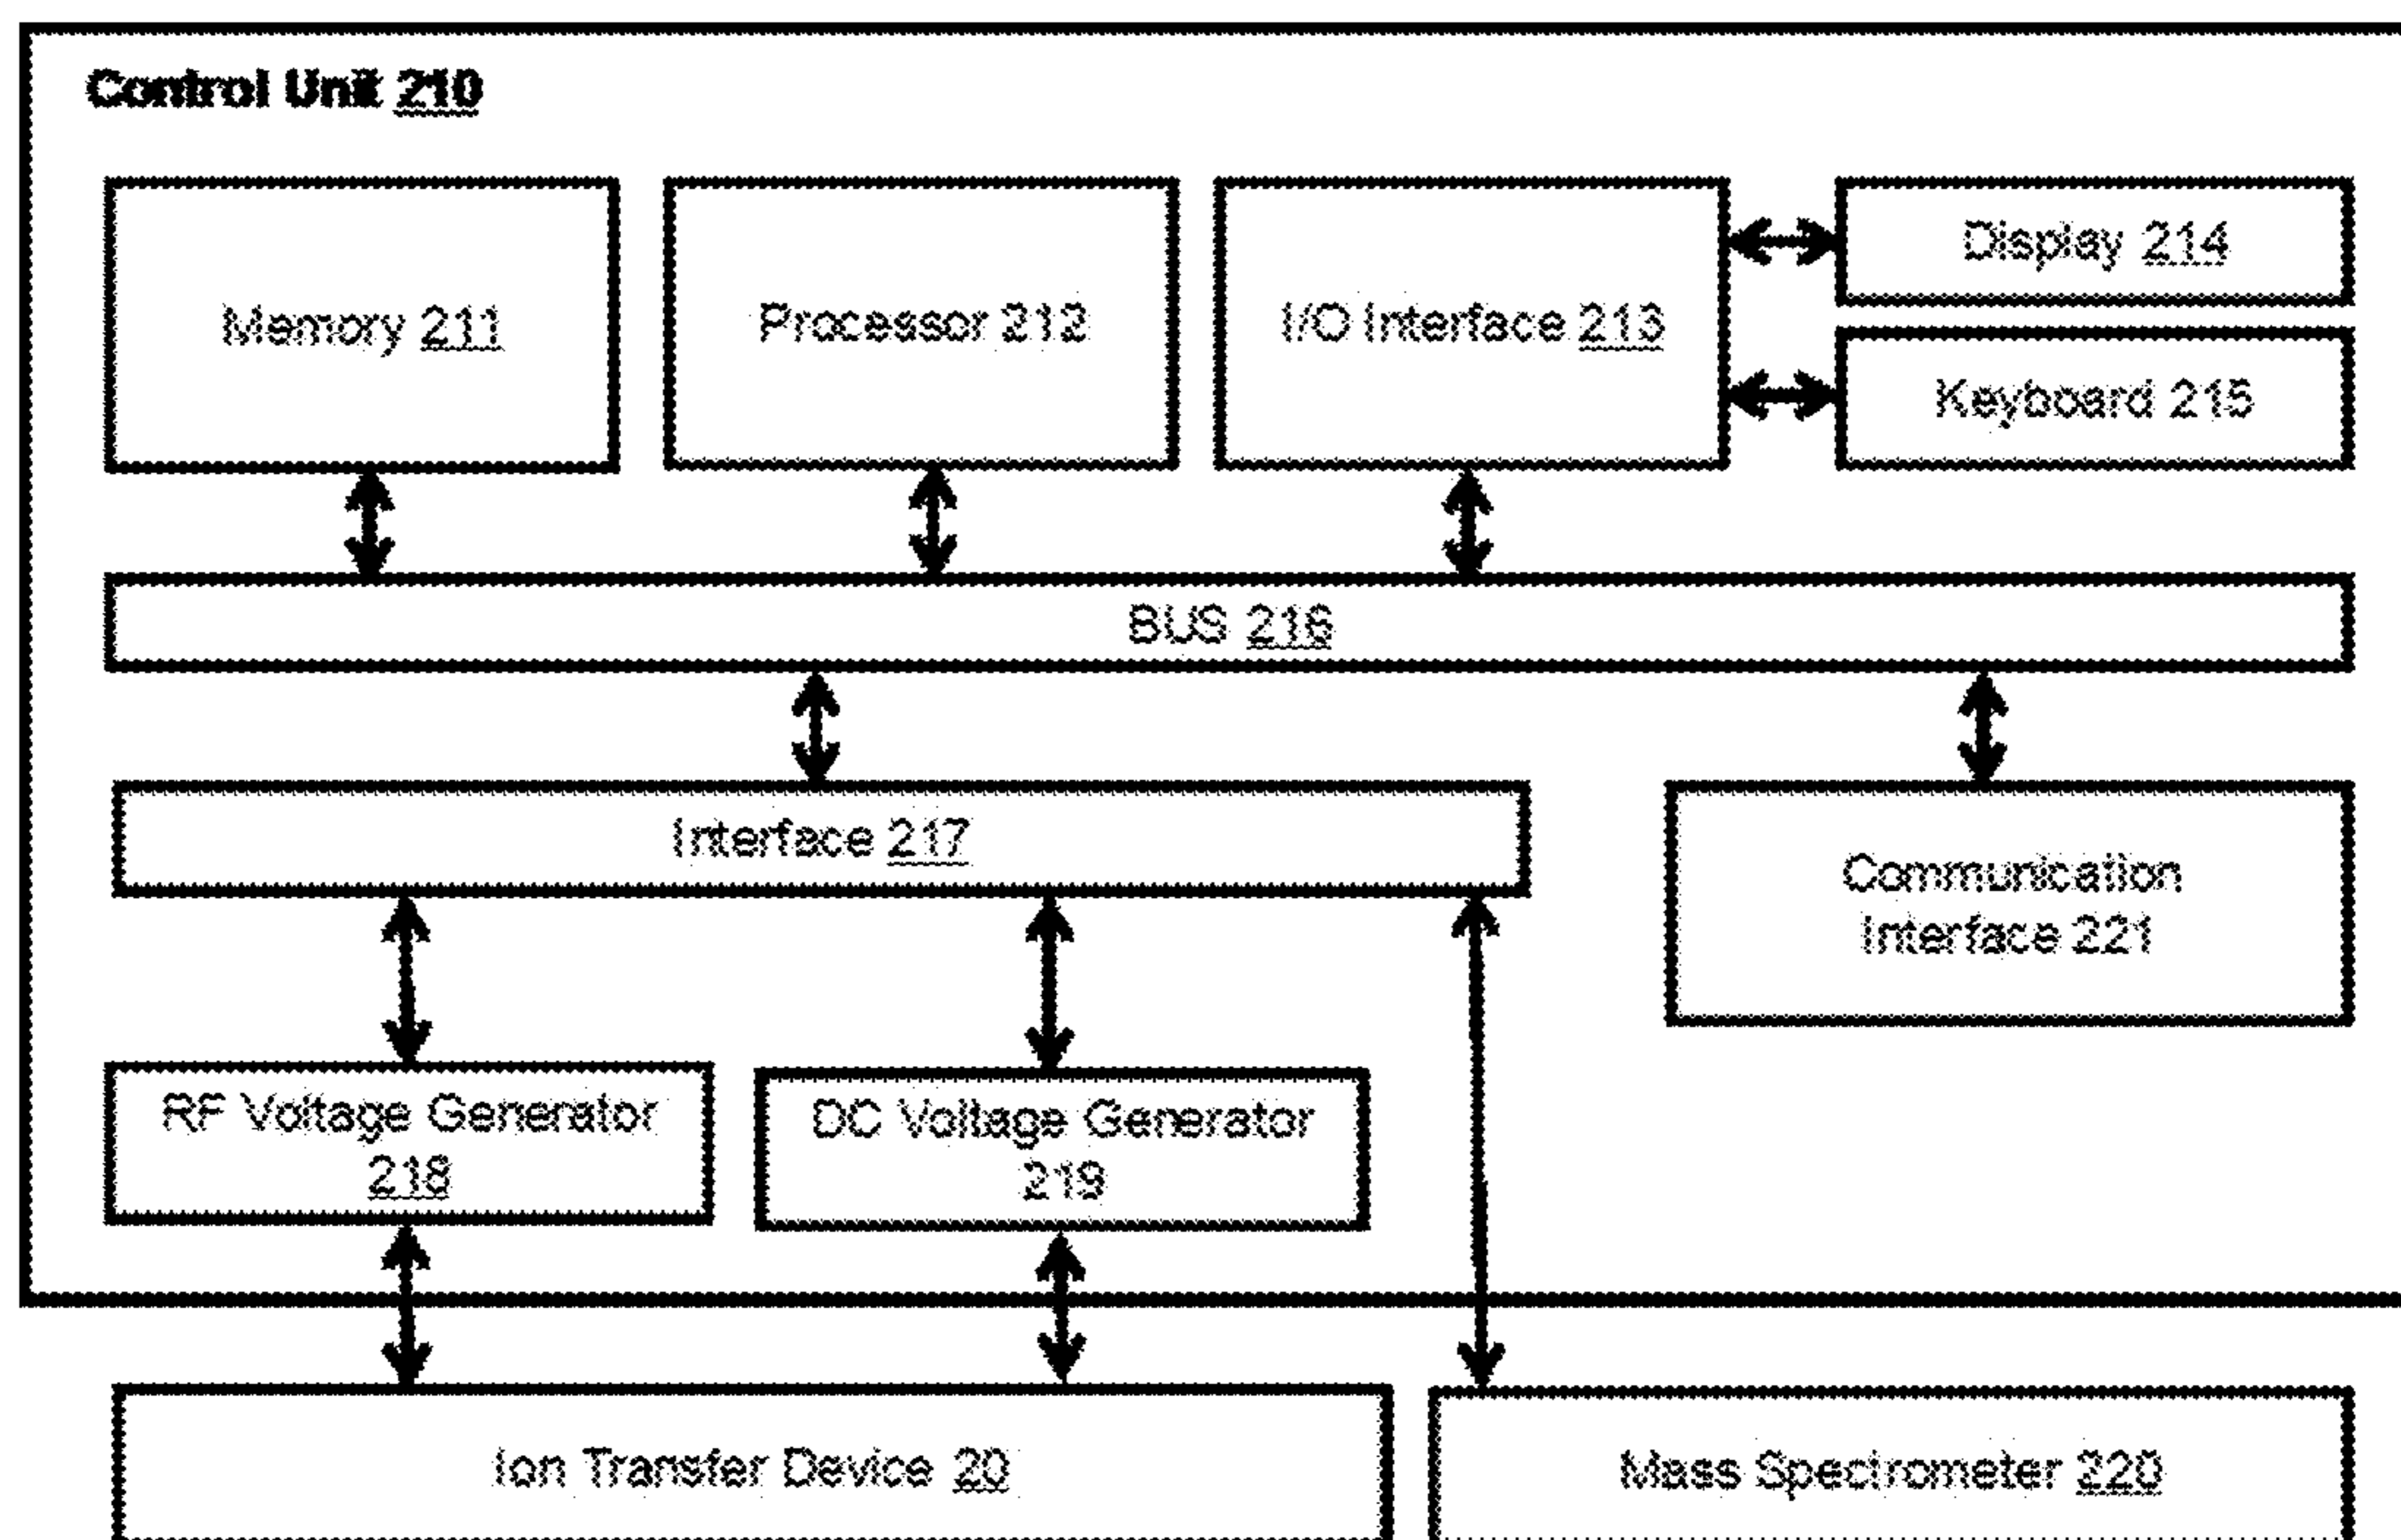 Control Unit 210
Memory 211
Processor 212
I/O Interface 213
Display 214
Keyboard 215
BUS 216
Interface 217
Communication
Interface 221
RF Voltage Generator
218
DC Voltage Generator
219
Ion Transfer Device 20
Mass Spectrometer 220